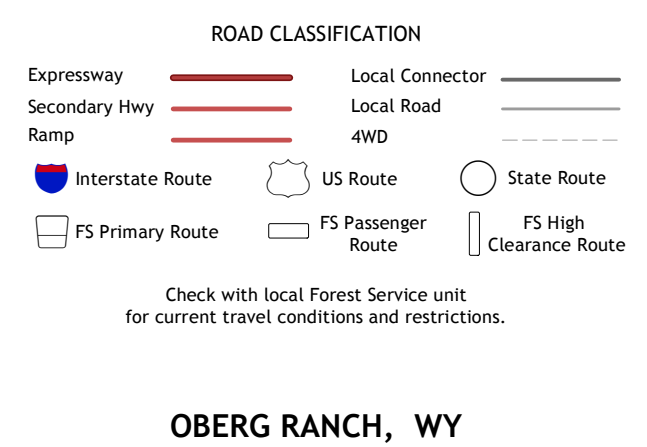 ROAD CLASSIFICATION
Expressway
Local Connector
Secondary Hwy
Local Road
Ramp
4WD
Interstate Route
US Route
State Route
FS Primary Route
FS Passenger
Route
FS High
Clearance Route
Check with local Forest Service unit
for current travel conditions and restrictions.
OBERG RANCH, WY